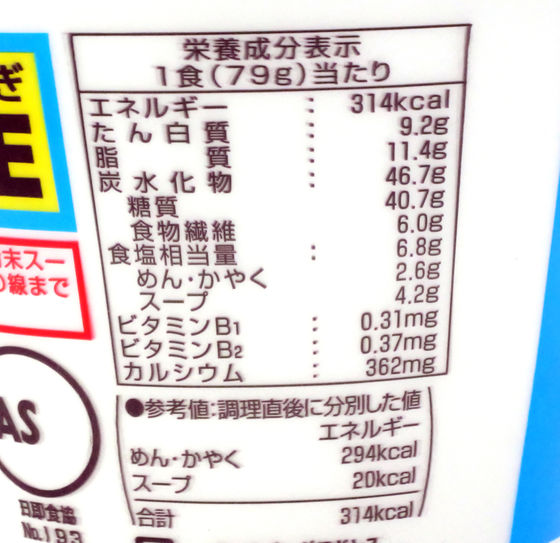 栄養成分表示
1食(79g)当たり
エネルギー : 314kcal
たん白質 : 9.2g
脂質 : 11.4g
炭水化物 : 46.7g
糖質 40.7g
食物繊維 6.0g
食塩相当量 : 6.8g
めん・かやく 2.6g
スープ 4.2g
ビタミンB1 : 0.31mg
ビタミンB2 : 0.37mg
カルシウム : 362mg
●参考値:調理直後に分別した値
エネルギー
めん・かやく 294kcal
スープ 20kcal
合計 314kcal
ぎ
E
末スー
線まで
AS
日即食協
No.193